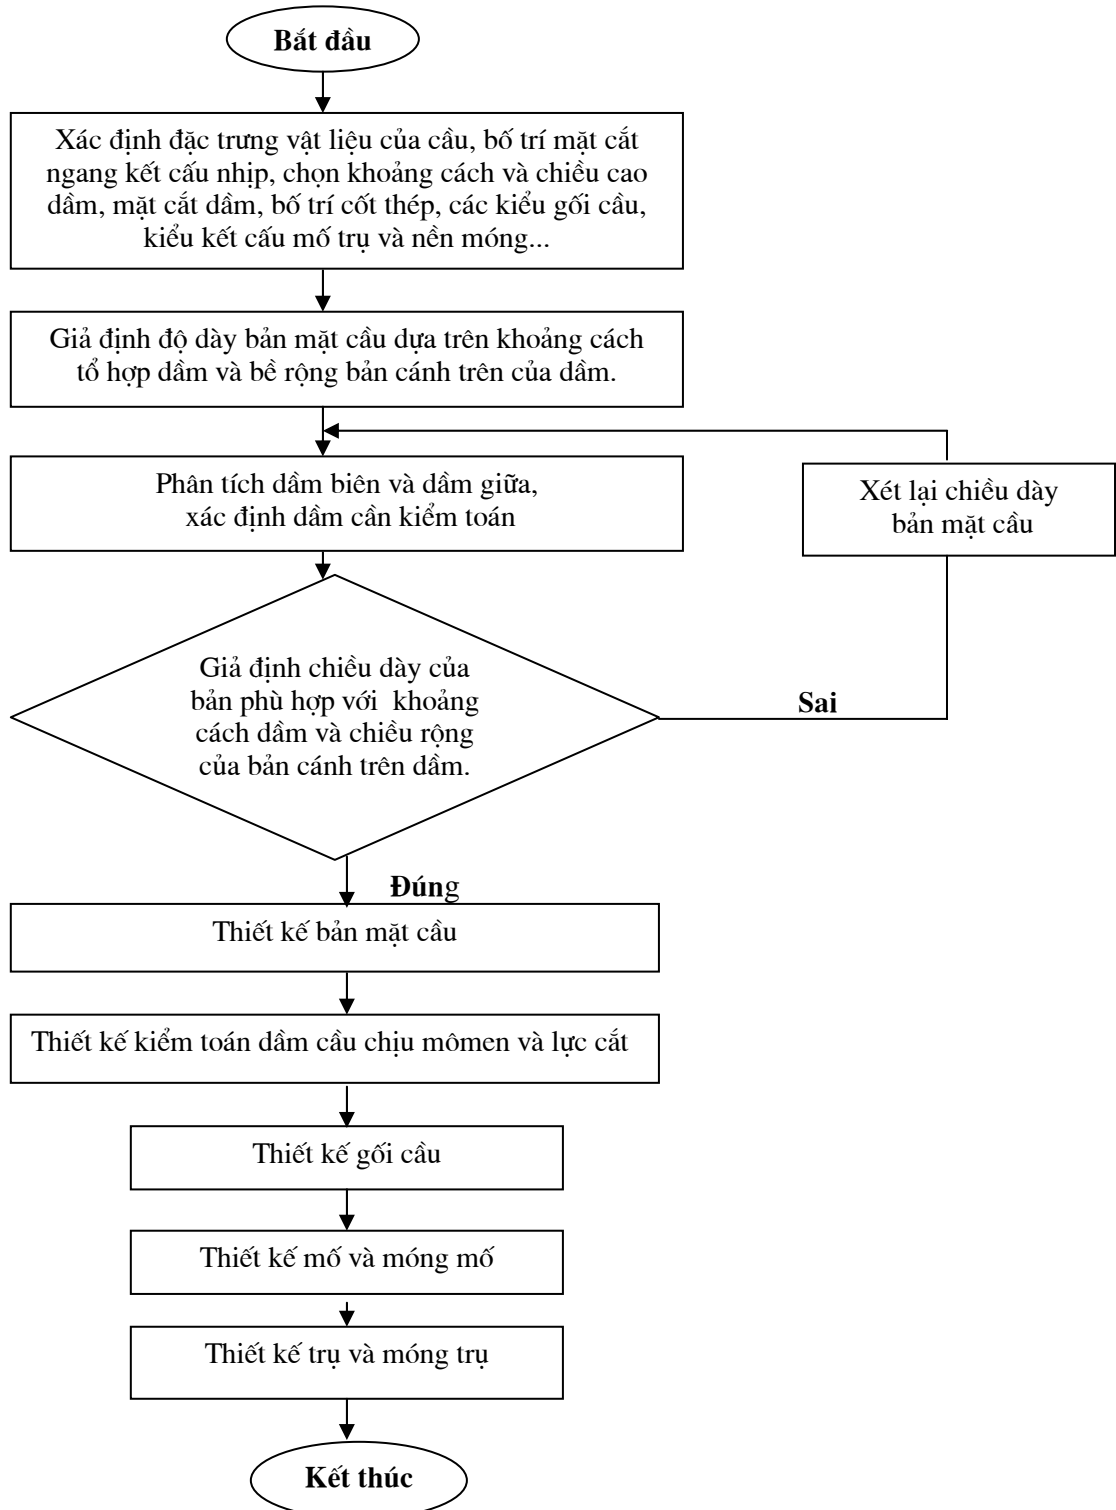 Bắt đầu
Xác định đặc trưng vật liệu của cầu, bố trí mặt cắt
ngang kết cấu nhịp, chọn khoảng cách và chiều cao
dầm, mặt cắt dầm, bố trí cốt thép, các kiểu gối cầu,
kiểu kết cấu mố trụ và nền móng...
Giả định độ dày bản mặt cầu dựa trên khoảng cách
tổ hợp dầm và bề rộng bản cánh trên của dầm.
Phân tích dầm biên và dầm giữa,
xác định dầm cần kiểm toán
Xét lại chiều dày
bản mặt cầu
Giả định chiều dày của
bản phù hợp với khoảng
cách dầm và chiều rộng
của bản cánh trên dầm.
Sai
Đúng
Thiết kế bản mặt cầu
Thiết kế kiểm toán dầm cầu chịu mômen và lực cắt
Thiết kế gối cầu
Thiết kế mố và móng mố
Thiết kế trụ và móng trụ
Kết thúc